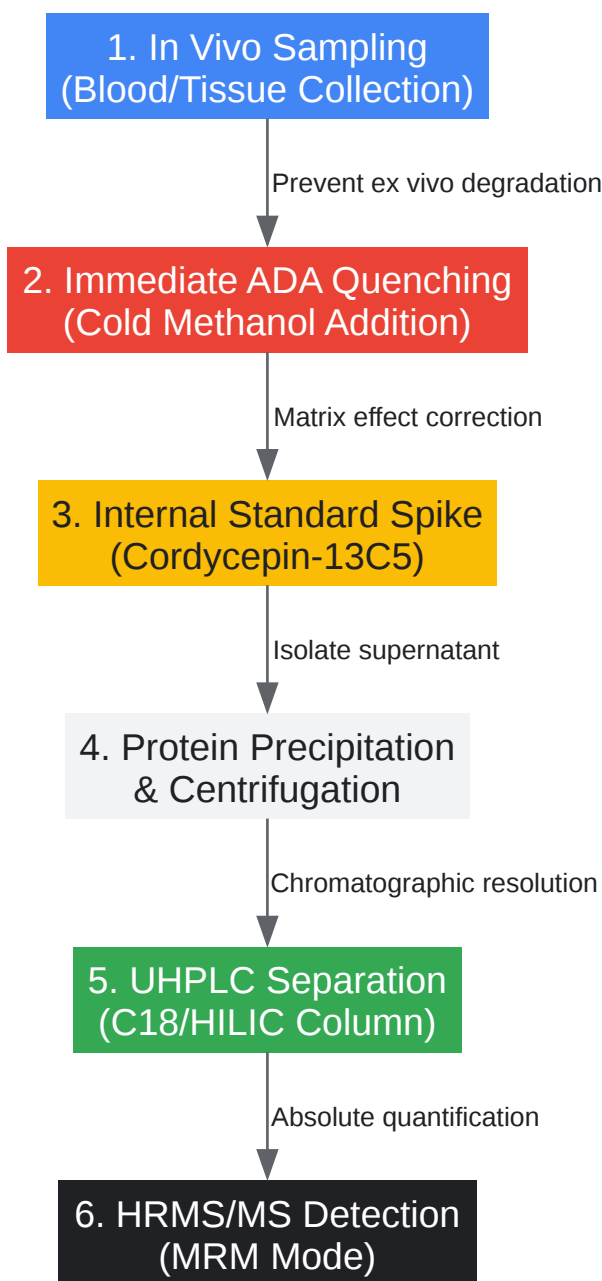 1. In Vivo Sampling
(Blood/Tissue Collection)
Prevent ex vivo degradation
2. Immediate ADA Quenching
(Cold Methanol Addition)
Matrix effect correction
3. Internal Standard Spike
(Cordycepin-13C5)
Isolate supernatant
4. Protein Precipitation
& Centrifugation
Chromatographic resolution
5. UHPLC Separation
(C18/HILIC Column)
Absolute quantification
6. HRMS/MS Detection
(MRM Mode)